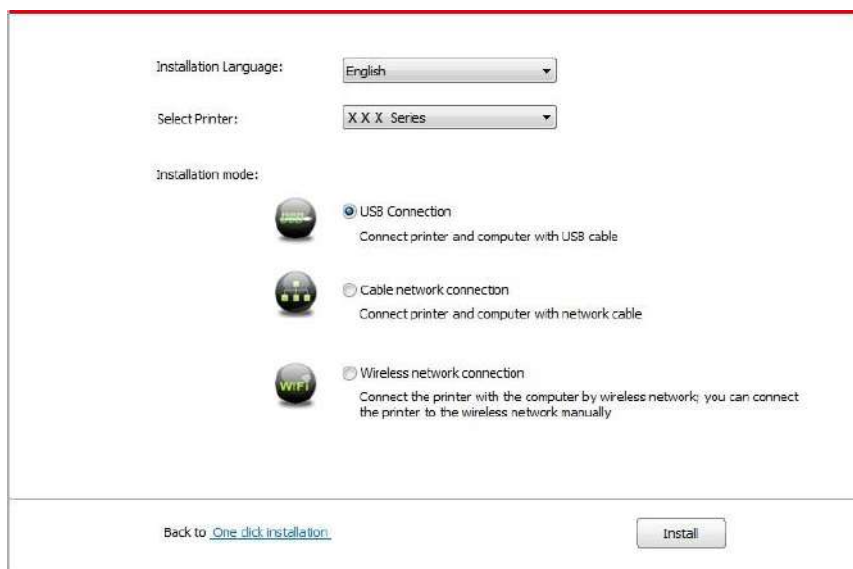 Installation Language:
English
Select Printer:
X X X Series
Installation mode:
USB
USB Connection
Connect printer and computer with USB cable
Cable network connection
Connect printer and computer with network cable
WiFi
Wireless network connection
Connect the printer with the computer by wireless network; you can connect
the printer to the wireless network manually
Back to One click installation
Install